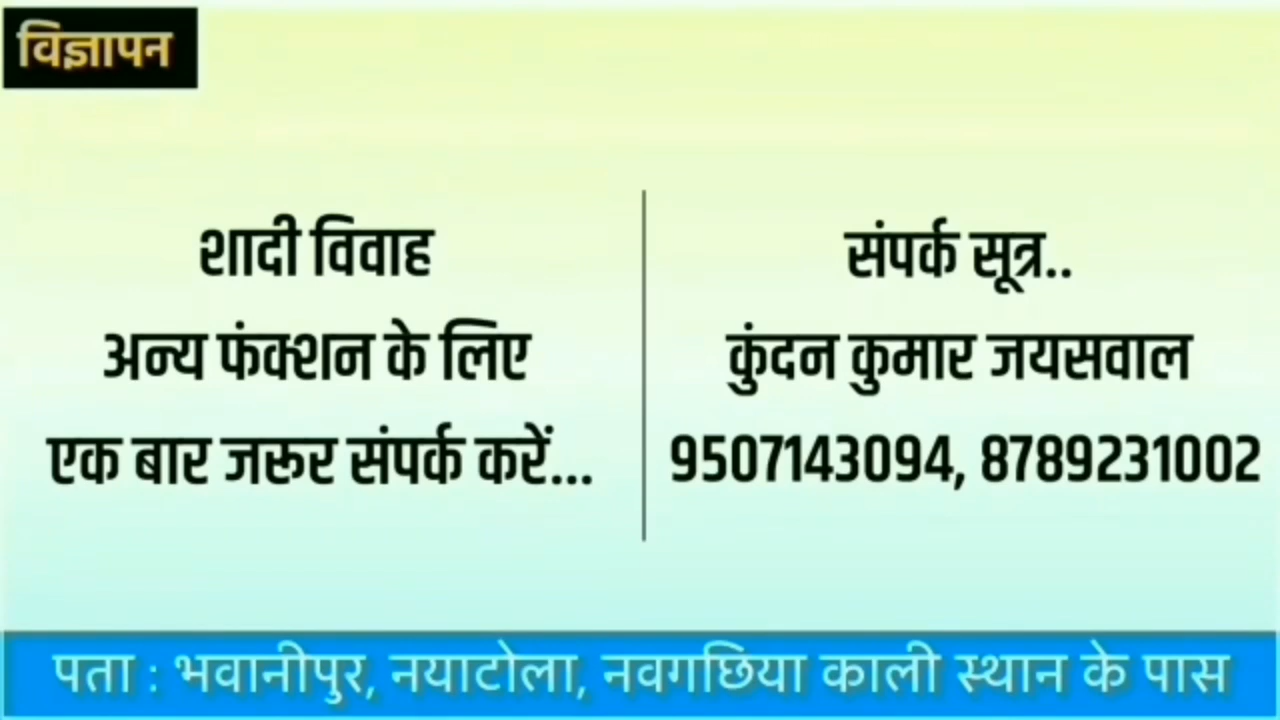 विज्ञापन
शादी विवाह
अन्य फंक्शन के लिए
एक बार जरूर संपर्क करें...
संपर्क सूत्र..
कुंदन कुमार जयसवाल
9507143094, 8789231002
पता : भवानीपुर, नयाटोला, नवगछिया काली स्थान के पास